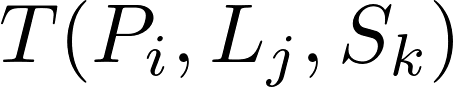 T(P_i, L_j, S_k)